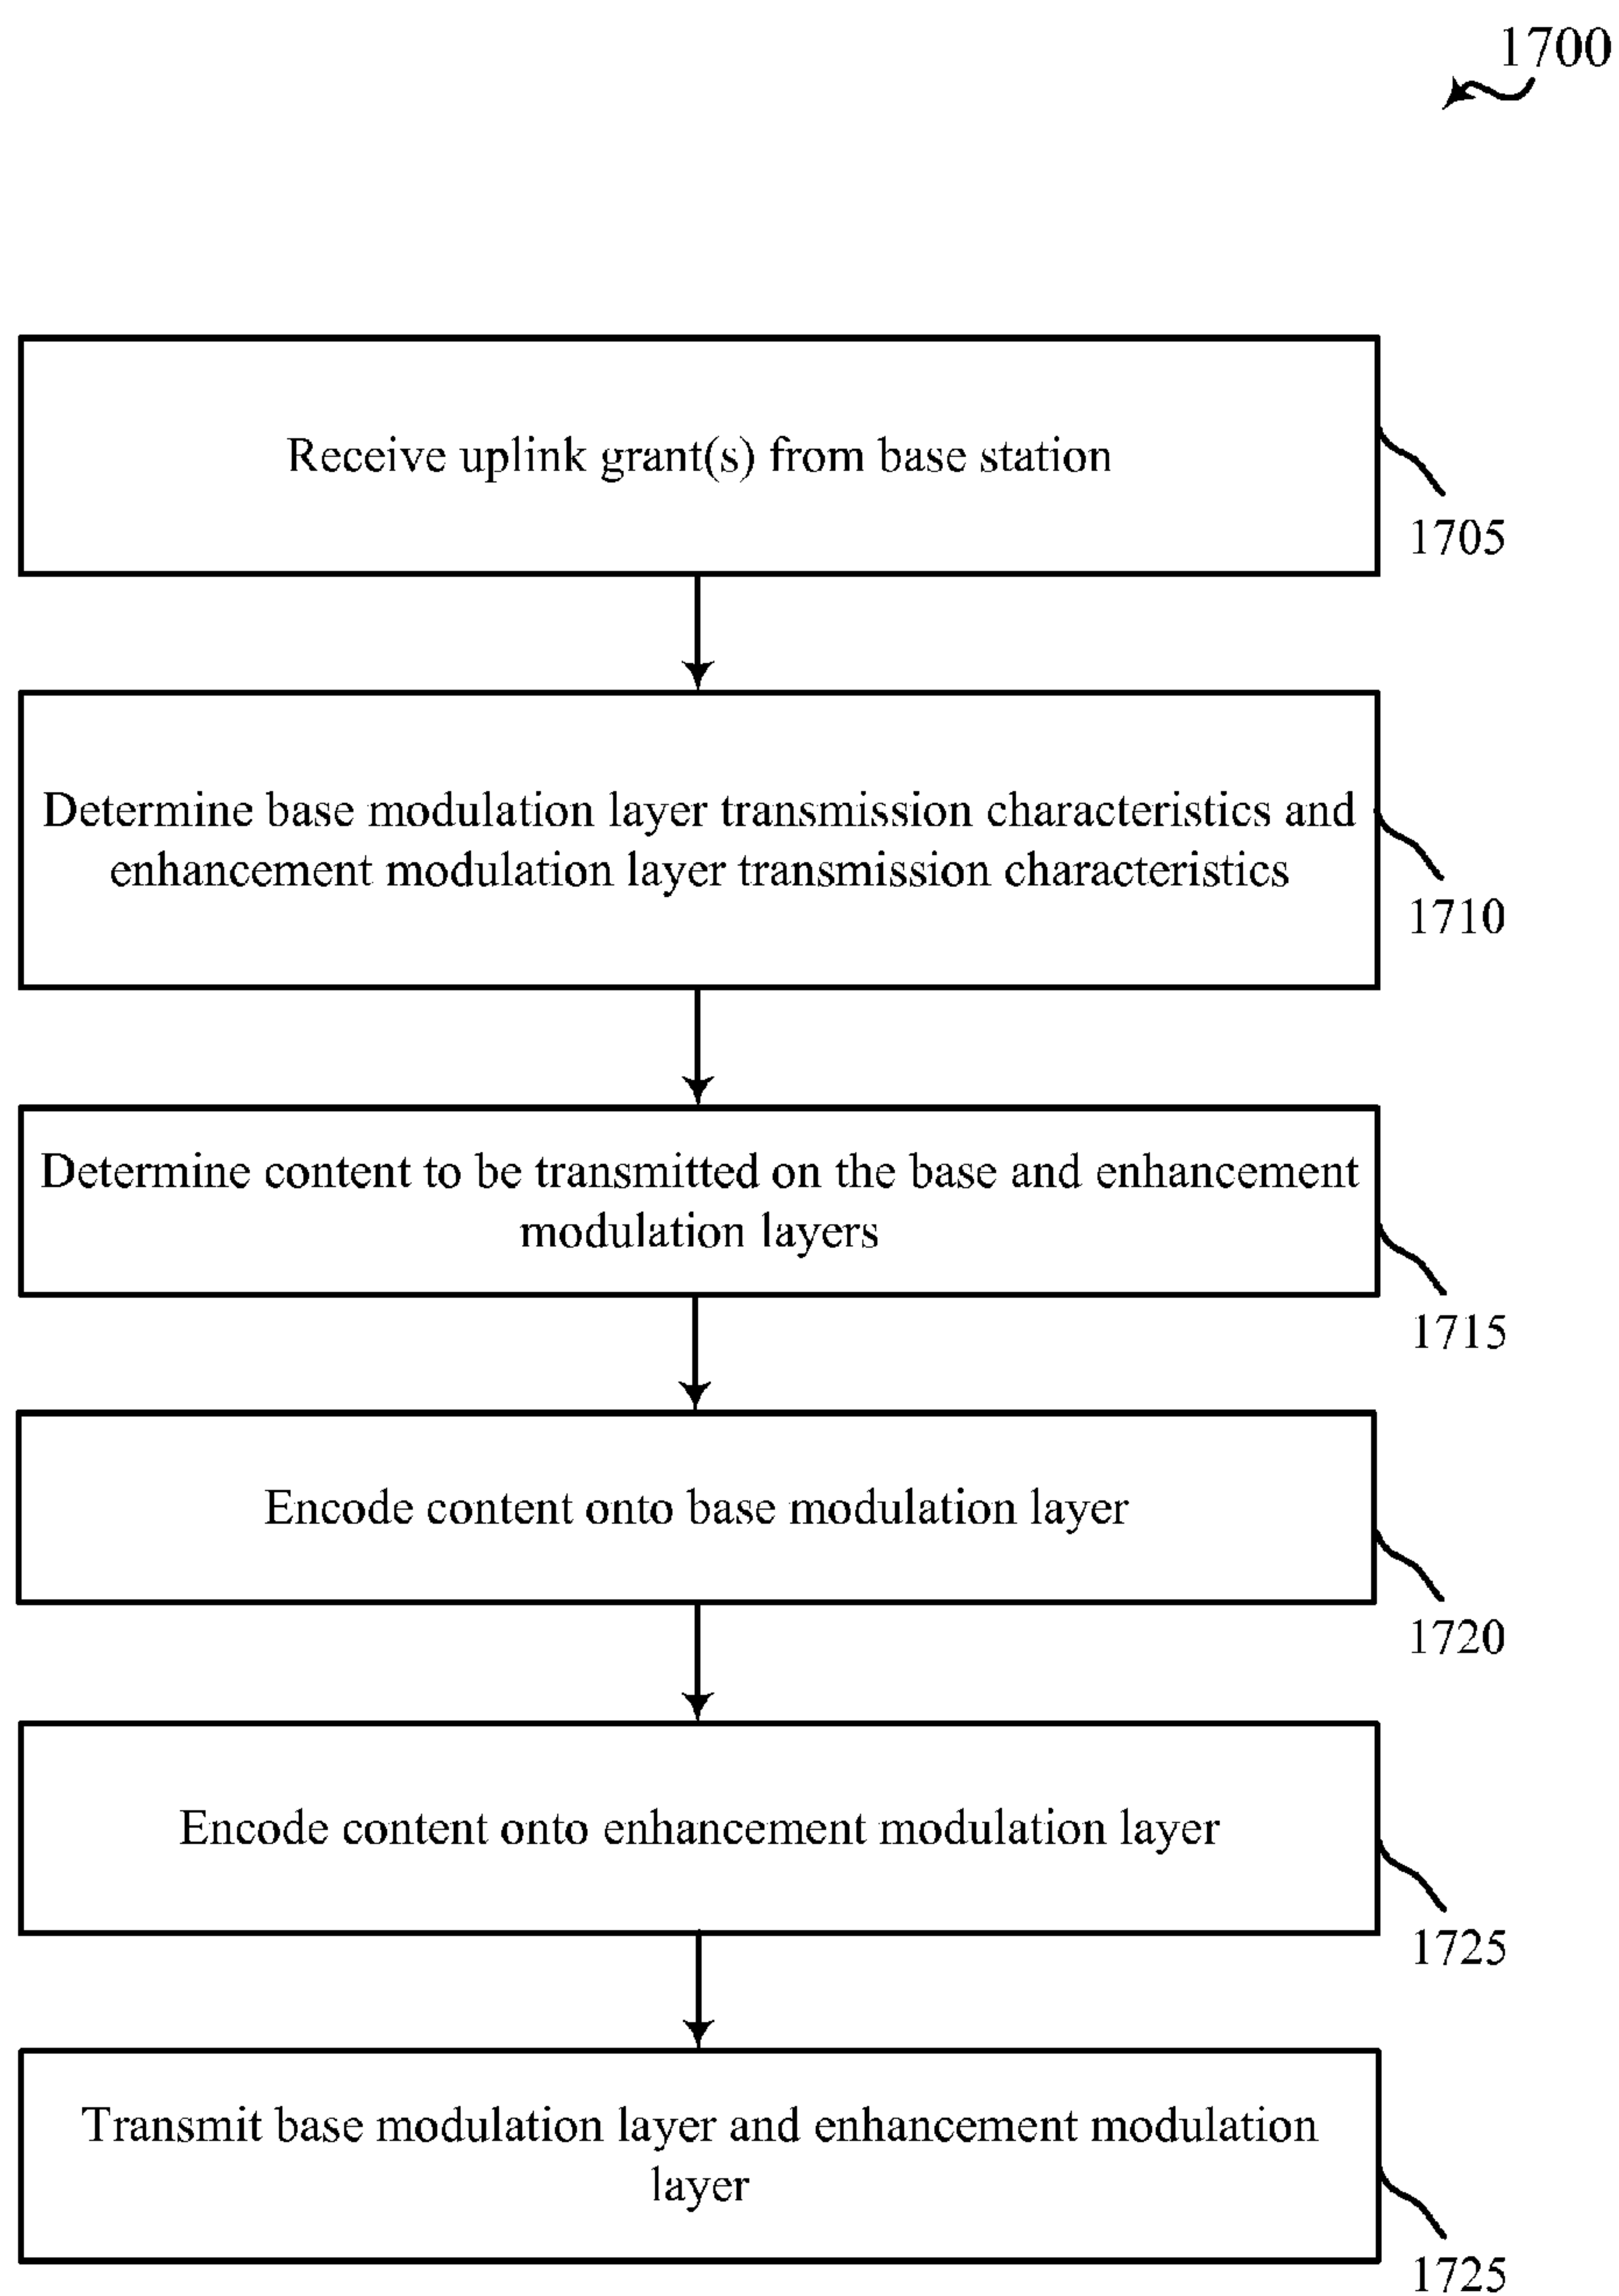 1700
Receive uplink grant(s) from base station
1705
Determine base modulation layer transmission characteristics and
enhancement modulation layer transmission characteristics
1710
Determine content to be transmitted on the base and enhancement
modulation layers
1715
Encode content onto base modulation layer
1720
Encode content onto enhancement modulation layer
1725
Transmit base modulation layer and enhancement modulation
layer
1725